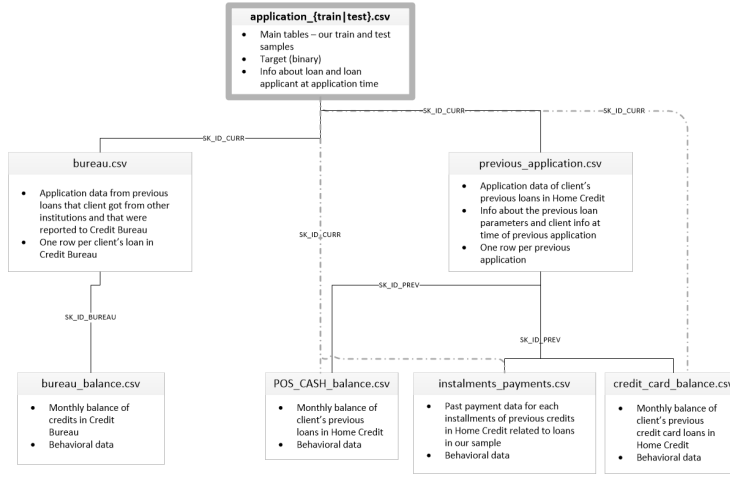 application_{train|test}.csv
• Main tables – our train and test
samples
• Target (binary)
• Info about loan and loan
applicant at application time
SK_ID_CURR
SK_ID_CURR
SK_ID_CURR
bureau.csv
• Application data from previous
loans that client got from other
institutions and that were
reported to Credit Bureau
• One row per client's loan in
Credit Bureau
previous_application.csv
• Application data of client's
previous loans in Home Credit
• Info about the previous loan
parameters and client info at
time of previous application
• One row per previous
application
SK_ID_CURR
SK_ID_PREV
SK_ID_BUREAU
SK_ID_PREV
bureau_balance.csv
• Monthly balance of
credits in Credit
Bureau
• Behavioral data
POS_CASH_balance.csv
• Monthly balance of
client's previous
loans in Home Credit
• Behavioral data
instalments_payments.csv
• Past payment data for each
installments of previous credits
in Home Credit related to loans
in our sample
• Behavioral data
credit_card_balance.csv
• Monthly balance of
client's previous
credit card loans in
Home Credit
• Behavioral data